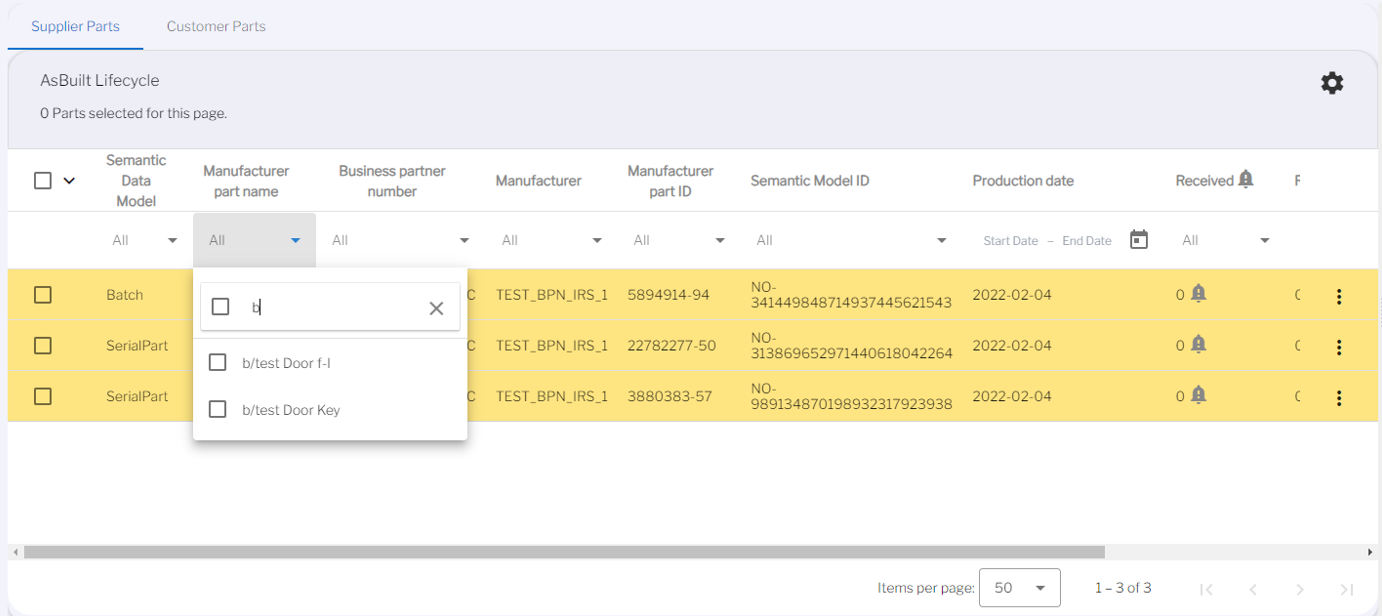 Supplier Parts Customer Parts
AsBuilt Lifecycle
0 Parts selected for this page.
Semantic
Data
Model
Manufacturer
part name
Business partner
number
Manufacturer
Manufacturer
part ID
Semantic Model ID
Production date
Received
All All All All All All Start Date – End Date All
Batch C TEST_BPN_IRS_1 5894914-94 NO-
341449848714937445621543 2022-02-04 0
b
SerialPart C TEST_BPN_IRS_1 22782277-50 NO-
313869652971440618042264 2022-02-04 0
b/test Door f-l
SerialPart C TEST_BPN_IRS_1 3880383-57 NO-
989134870198932317923938 2022-02-04 0
b/test Door Key
Items per page: 50 1 – 3 of 3